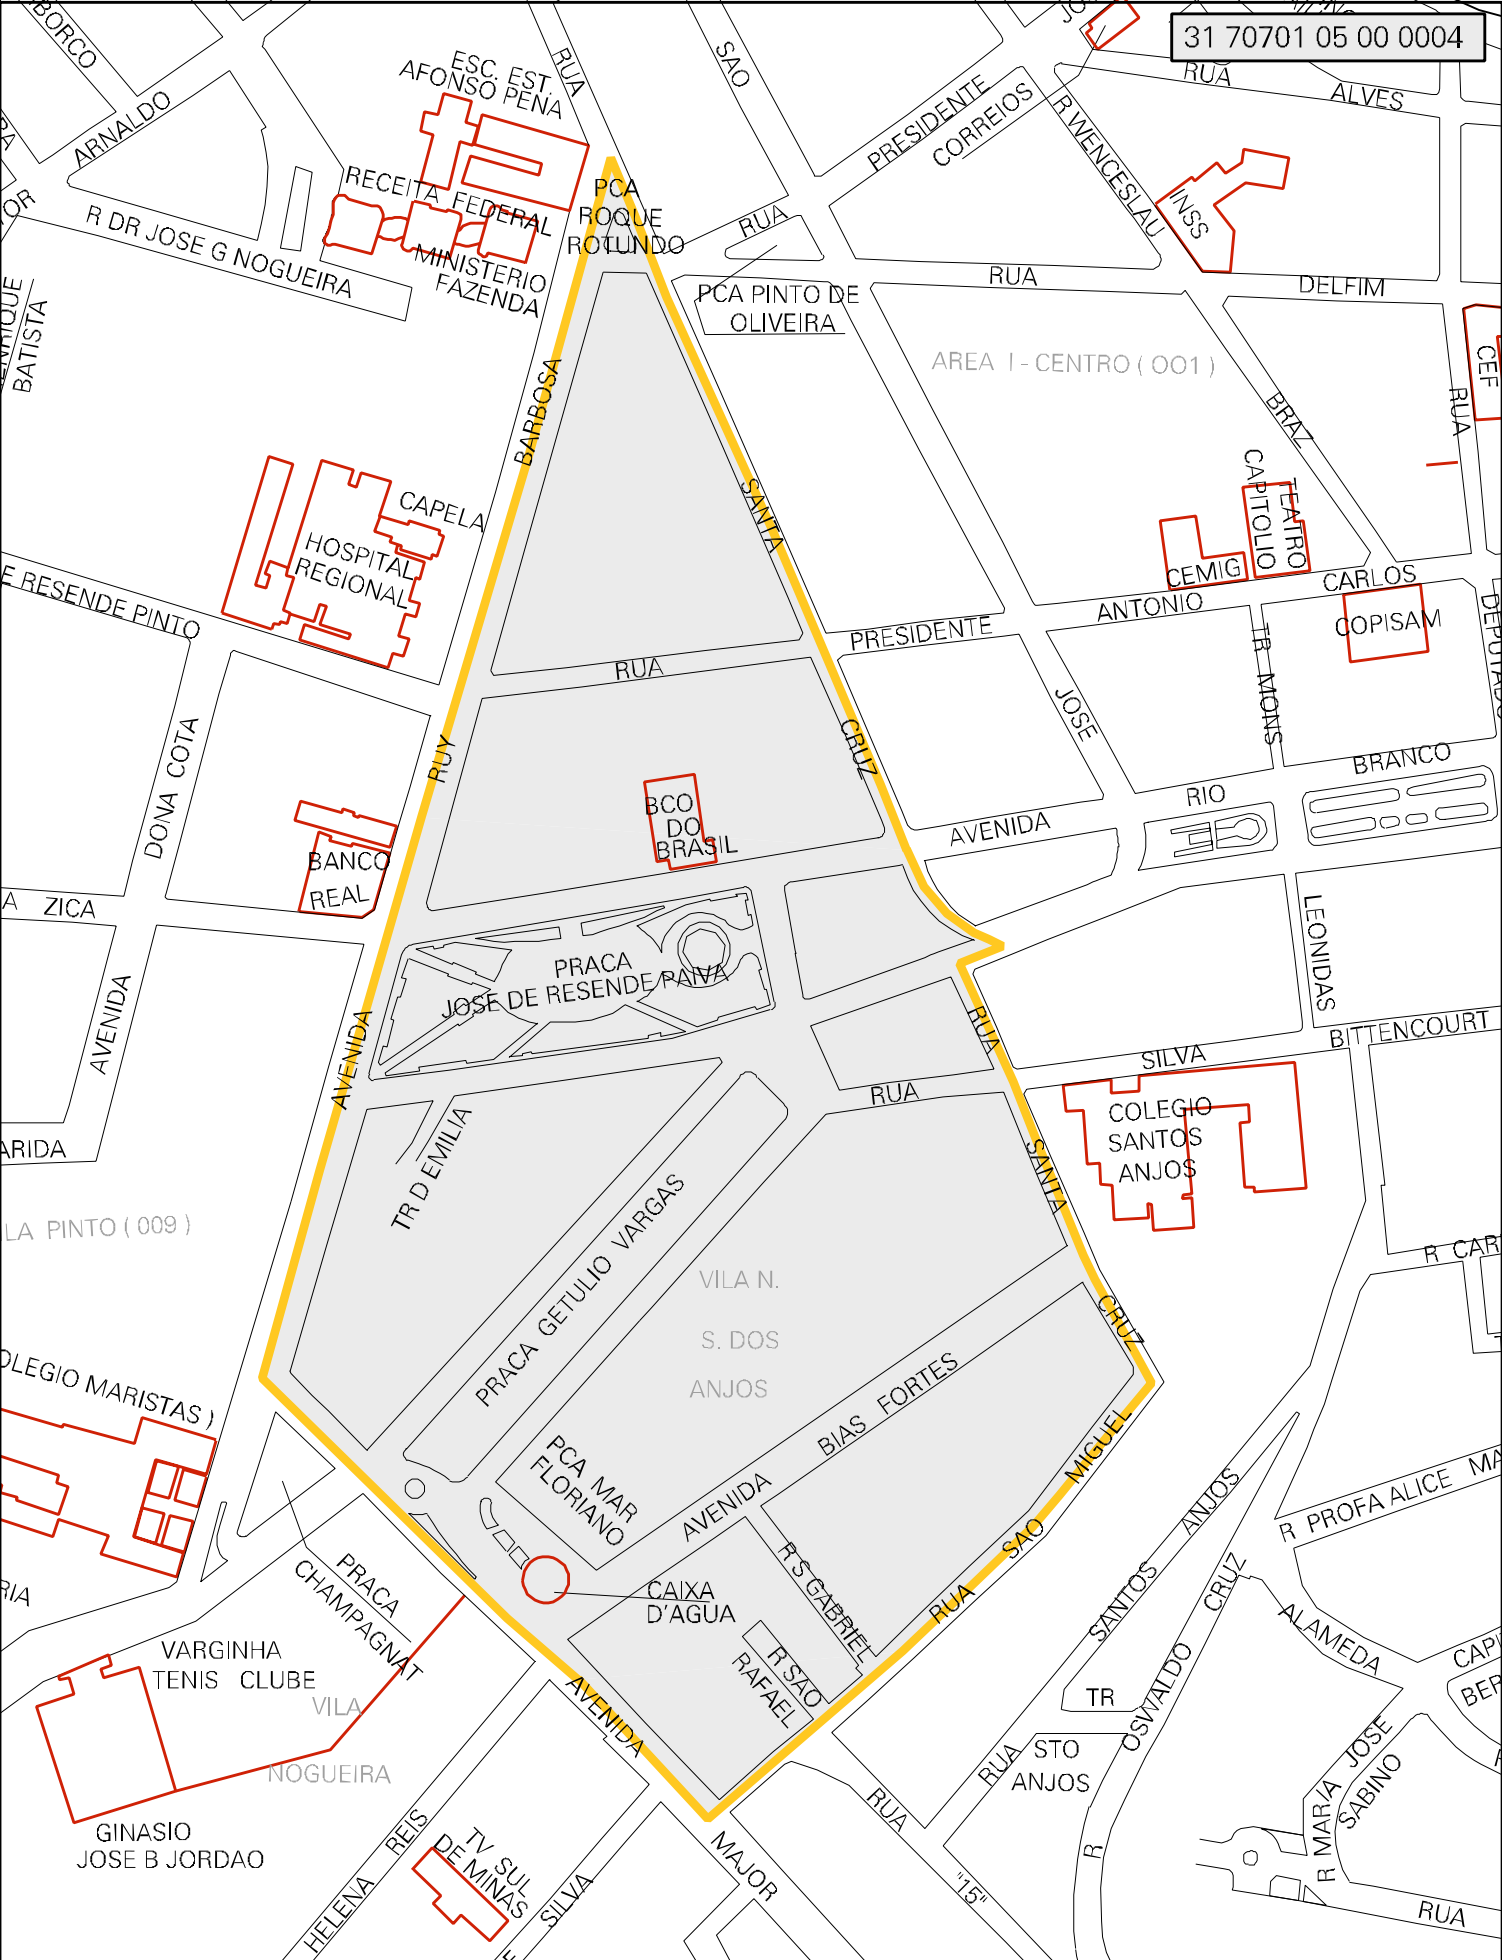 31 70701 05 00 0004
BORCO
ARNALDO
ESC. EST.
AFONSO PENA
RUA
SAO
PRESIDENTE
CORREIOS
R WENCESLAU
RUA
ALVES
INSS
RECEITA FEDERAL
MINISTERIO
FAZENDA
R DR JOSE G NOGUEIRA
PCA
ROQUE
ROTUNDO
RUA
PCA PINTO DE
OLIVEIRA
RUA
DELFIM
BATISTA
AREA I - CENTRO ( 001 )
BRAZ
RUA
CEF
BARBOSA
SANTA
CAPELA
HOSPITAL
REGIONAL
TEATRO
CAPITOLIO
CEMIG
CARLOS
ANTONIO
COPISAM
E RESENDE PINTO
PRESIDENTE
RUA
TR MONS
JOSE
DONA COTA
RUY
CRUZ
BRANCO
RIO
AVENIDA
BCO
DO
BRASIL
BANCO
REAL
A ZICA
LEONIDAS
PRACA
JOSE DE RESENDE PAIVA
AVENIDA
AVENIDA
RUA
BITTENCOURT
SILVA
RUA
COLEGIO
SANTOS
ANJOS
TR D EMILIA
ARIDA
SANTA
LA PINTO ( 009 )
PRACA GETULIO VARGAS
VILA N.
S. DOS
ANJOS
R CAR
CRUZ
OLEGIO MARISTAS )
BIAS FORTES
AVENIDA
PCA MAR
FLORIANO
MIGUEL
SAO
RUA
R PROFA ALICE MA
SANTOS ANJOS
R S GABRIEL
CAIXA
D'AGUA
R SAO
RAFAEL
PRACA
CHAMPAGNAT
RIA
VARGINHA
TENIS CLUBE
VILA
NOGUEIRA
AVENIDA
CRUZ
OSWALDO
R
ALAMEDA
CAPI
BER
TR
STO
ANJOS
RUA
R MARIA JOSE
SABINO
GINASIO
JOSE B JORDAO
HELENA REIS
TV SUL
DE MINAS
SILVA
MAJOR
RUA
"15"
RUA